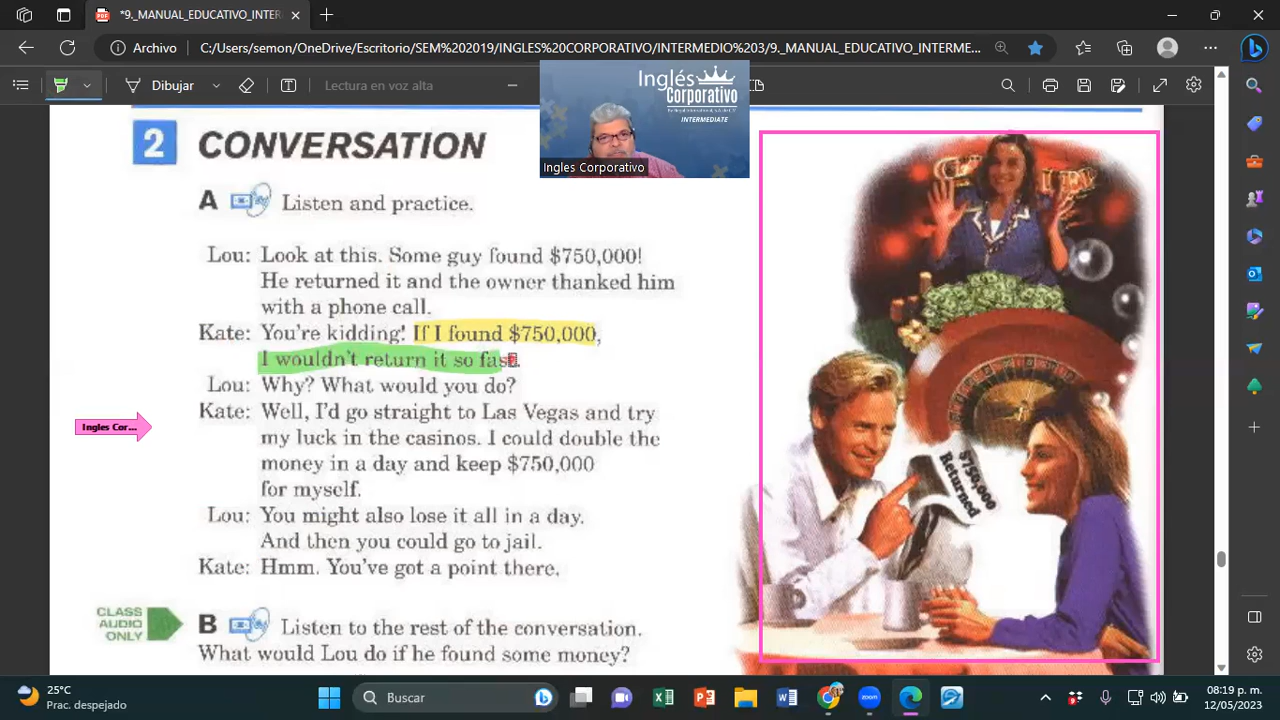 *9._MANUAL_EDUCATIVO_INTERMED
Archivo
C:/Users/semon/OneDrive/Escritorio/SEM%202019/INGLES%20CORPORATIVO/INTERMEDIO%203/9._MANUAL_EDUCATIVO_INTERME...
Dibujar
Lectura en voz alta
Inglés
Corporativo
INTERMEDIATE
Ingles Corporativo
2 CONVERSATION
A Listen and practice.
Lou: Look at this. Some guy found $750,000!
He returned it and the owner thanked him
with a phone call.
Kate: You're kidding! If I found $750,000,
I wouldn't return it so fast.
Lou: Why? What would you do?
Kate: Well, I'd go straight to Las Vegas and try
my luck in the casinos. I could double the
money in a day and keep $750,000
for myself.
Lou: You might also lose it all in a day.
And then you could go to jail.
Kate: Hmm. You've got a point there.
Ingles Cor...
$750,000
Returned
CLASS
AUDIO
ONLY
B Listen to the rest of the conversation.
What would Lou do if he found some money?
25°C
Prac. despejado
Buscar
zoom
08:19 p. m.
12/05/2023